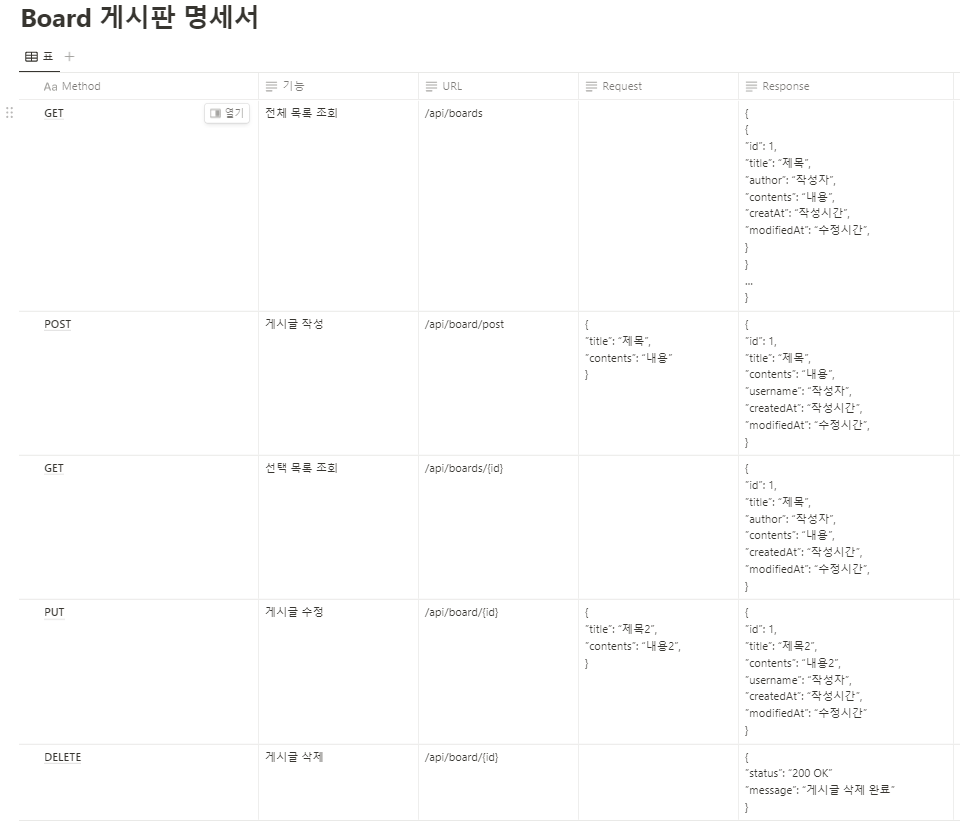 Board 게시판 명세서
표
Aa Method
기능
URL
Request
Response
GET
열기
전체 목록 조회
/api/boards
{
{
"id": 1,
"title": "제목",
"author": "작성자",
"contents": "내용",
"creatAt": "작성시간",
"modifiedAt": "수정시간",
}
}
...
}
POST
게시글 작성
/api/board/post
{
"title": "제목",
"contents": "내용"
}
{
"id": 1,
"title": "제목",
"contents": "내용",
"username": "작성자",
"createdAt": "작성시간",
"modifiedAt": "수정시간",
}
GET
선택 목록 조회
/api/boards/{id}
{
"id": 1,
"title": "제목",
"author": "작성자",
"contents": "내용",
"createdAt": "작성시간",
"modifiedAt": "수정시간",
}
PUT
게시글 수정
/api/board/{id}
{
"title": "제목2",
"contents": "내용2",
}
{
"id": 1,
"title": "제목2",
"contents": "내용2",
"username": "작성자",
"createdAt": "작성시간",
"modifiedAt": "수정시간"
}
DELETE
게시글 삭제
/api/board/{id}
{
"status": "200 OK"
"message": "게시글 삭제 완료"
}